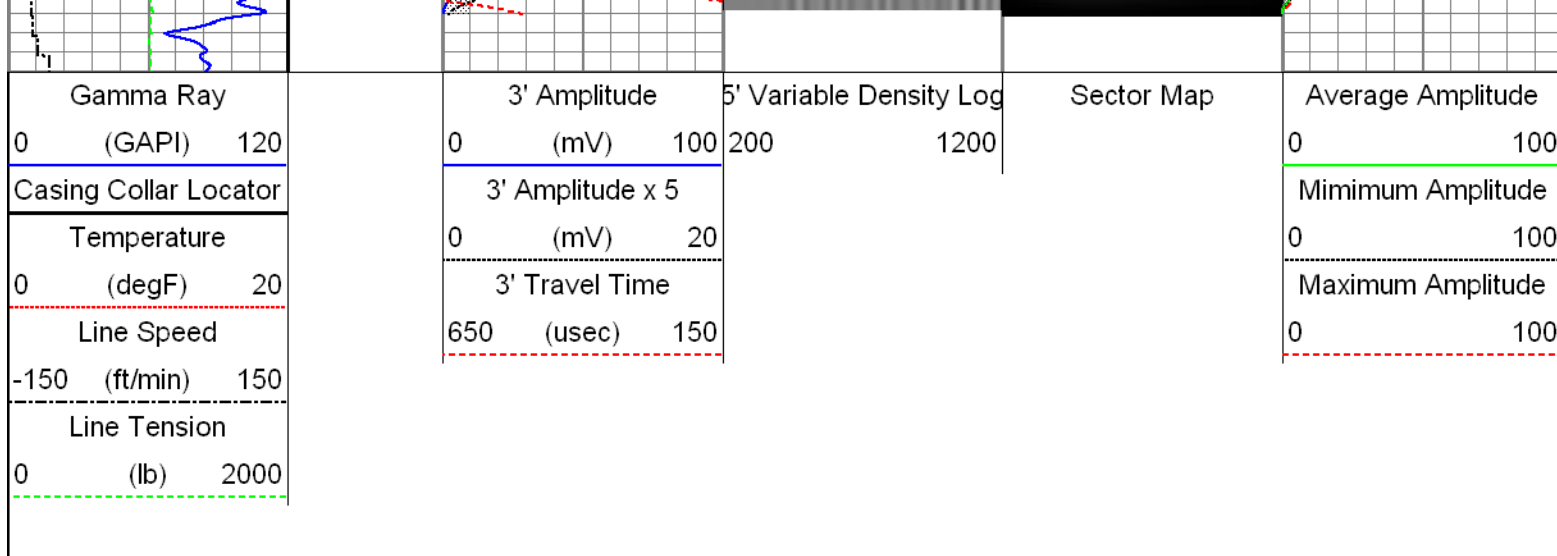 Gamma Ray
0 (GAPI) 120
Casing Collar Locator
Temperature
0 (degF) 20
Line Speed
-150 (ft/min) 150
Line Tension
0 (lb) 2000
3' Amplitude
0 (mV) 100
3' Amplitude x 5
0 (mV) 20
3' Travel Time
650 (usec) 150
5' Variable Density Log
200 1200
Sector Map
Average Amplitude
0 100
Mimimum Amplitude
0 100
Maximum Amplitude
0 100